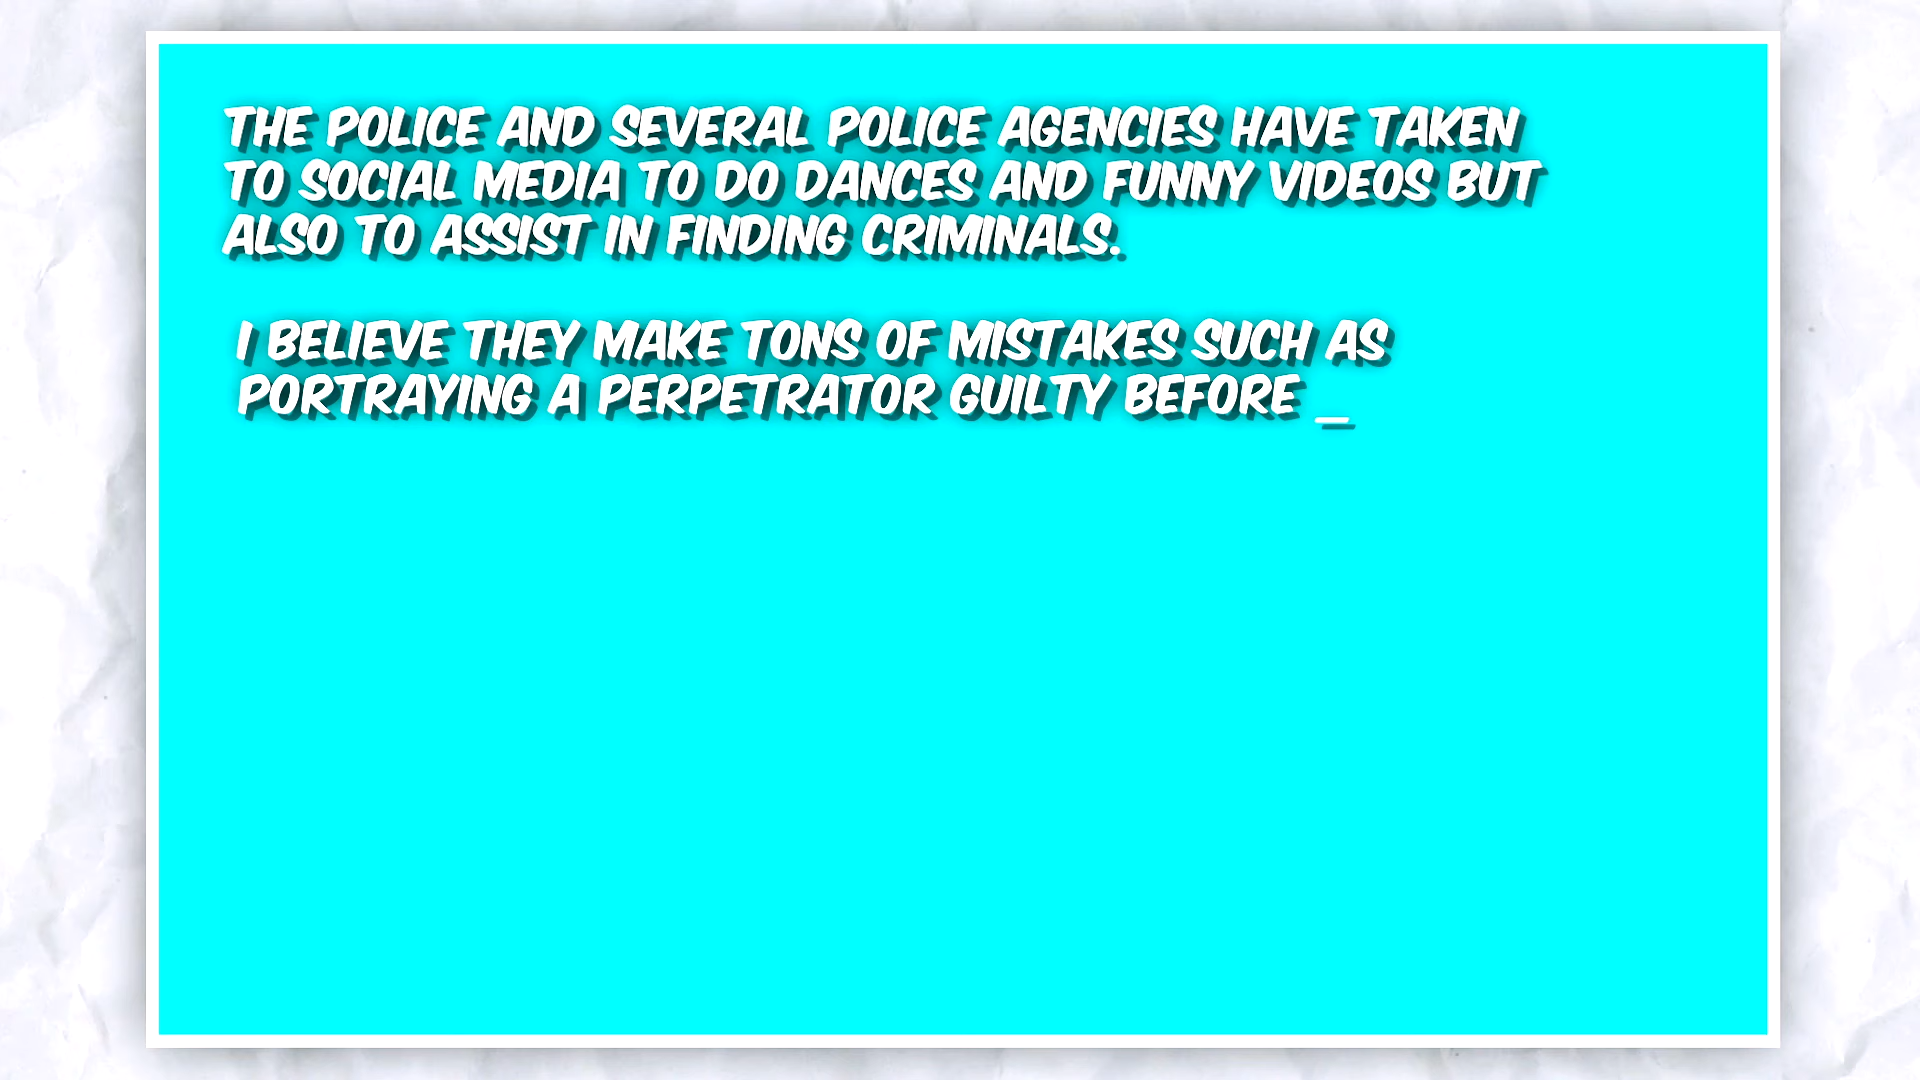 THE POLICE AND SEVERAL POLICE AGENCIES HAVE TAKEN
TO SOCIAL MEDIA TO DO DANCES AND FUNNY VIDEOS BUT
ALSO TO ASSIST IN FINDING CRIMINALS.
I BELIEVE THEY MAKE TONS OF MISTAKES SUCH AS
PORTRAYING A PERPETRATOR GUILTY BEFORE _